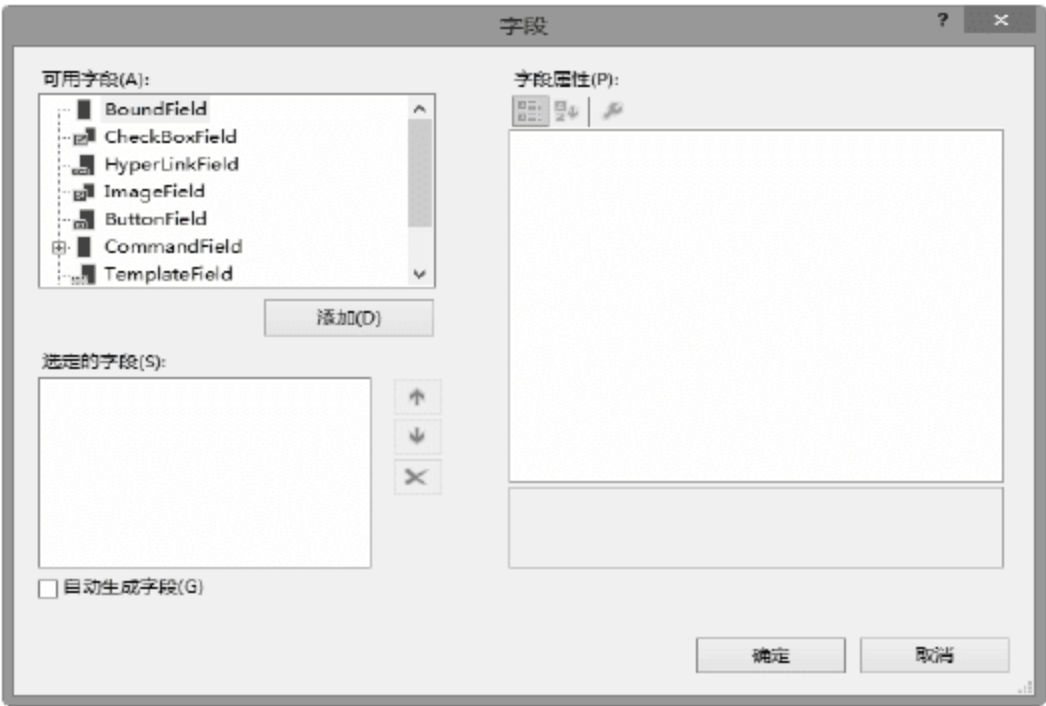 字段
?
可用字段(A):
BoundField
CheckBoxField
HyperLinkField
ImageField
ButtonField
CommandField
TemplateField
添加(D)
选定的字段(S):
自动生成字段(G)
字段属性(P):
确定
取消